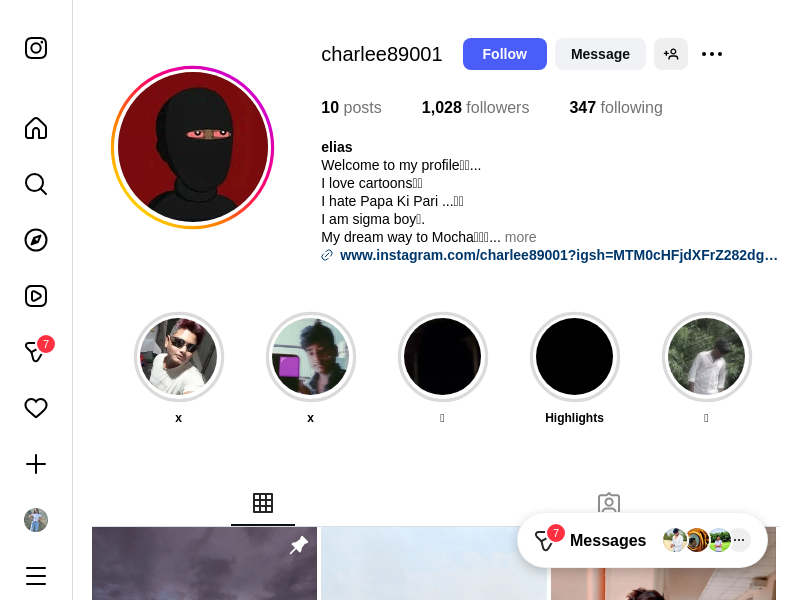 charlee89001
Follow
Message
10 posts
1,028 followers
347 following
elias
Welcome to my profile...
I love cartoons
I hate Papa Ki Pari ...
I am sigma boy.
My dream way to Mocha... more
www.instagram.com/charlee89001?igsh=MTM0cHFjdXFrZ282dg…
7
x
x
Highlights
7
Messages